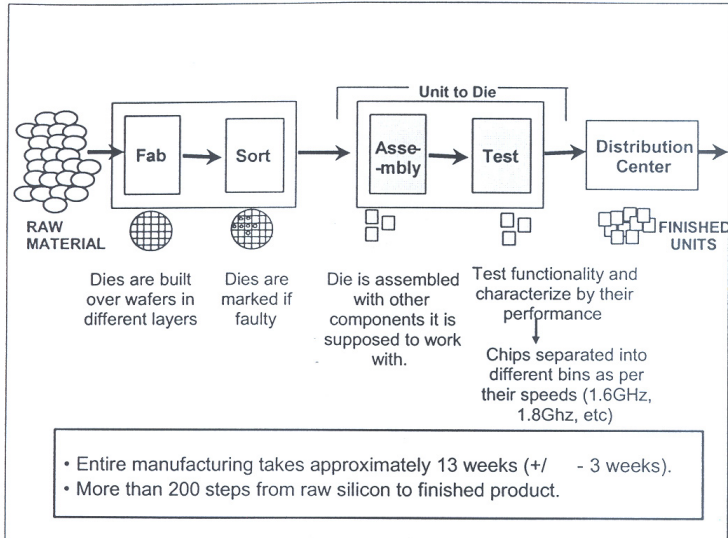 Unit to Die
Fab
Sort
Asse-
-mbly
Test
Distribution
Center
RAW
MATERIAL
FINISHED
UNITS
Dies are built
over wafers in
different layers
Dies are
marked if
faulty
Die is assembled
with other
components it is
supposed to work
with.
Test functionality and
characterize by their
performance
Chips separated into
different bins as per
their speeds (1.6GHz,
1.8Ghz, etc)
• Entire manufacturing takes approximately 13 weeks (+/ - 3 weeks).
• More than 200 steps from raw silicon to finished product.